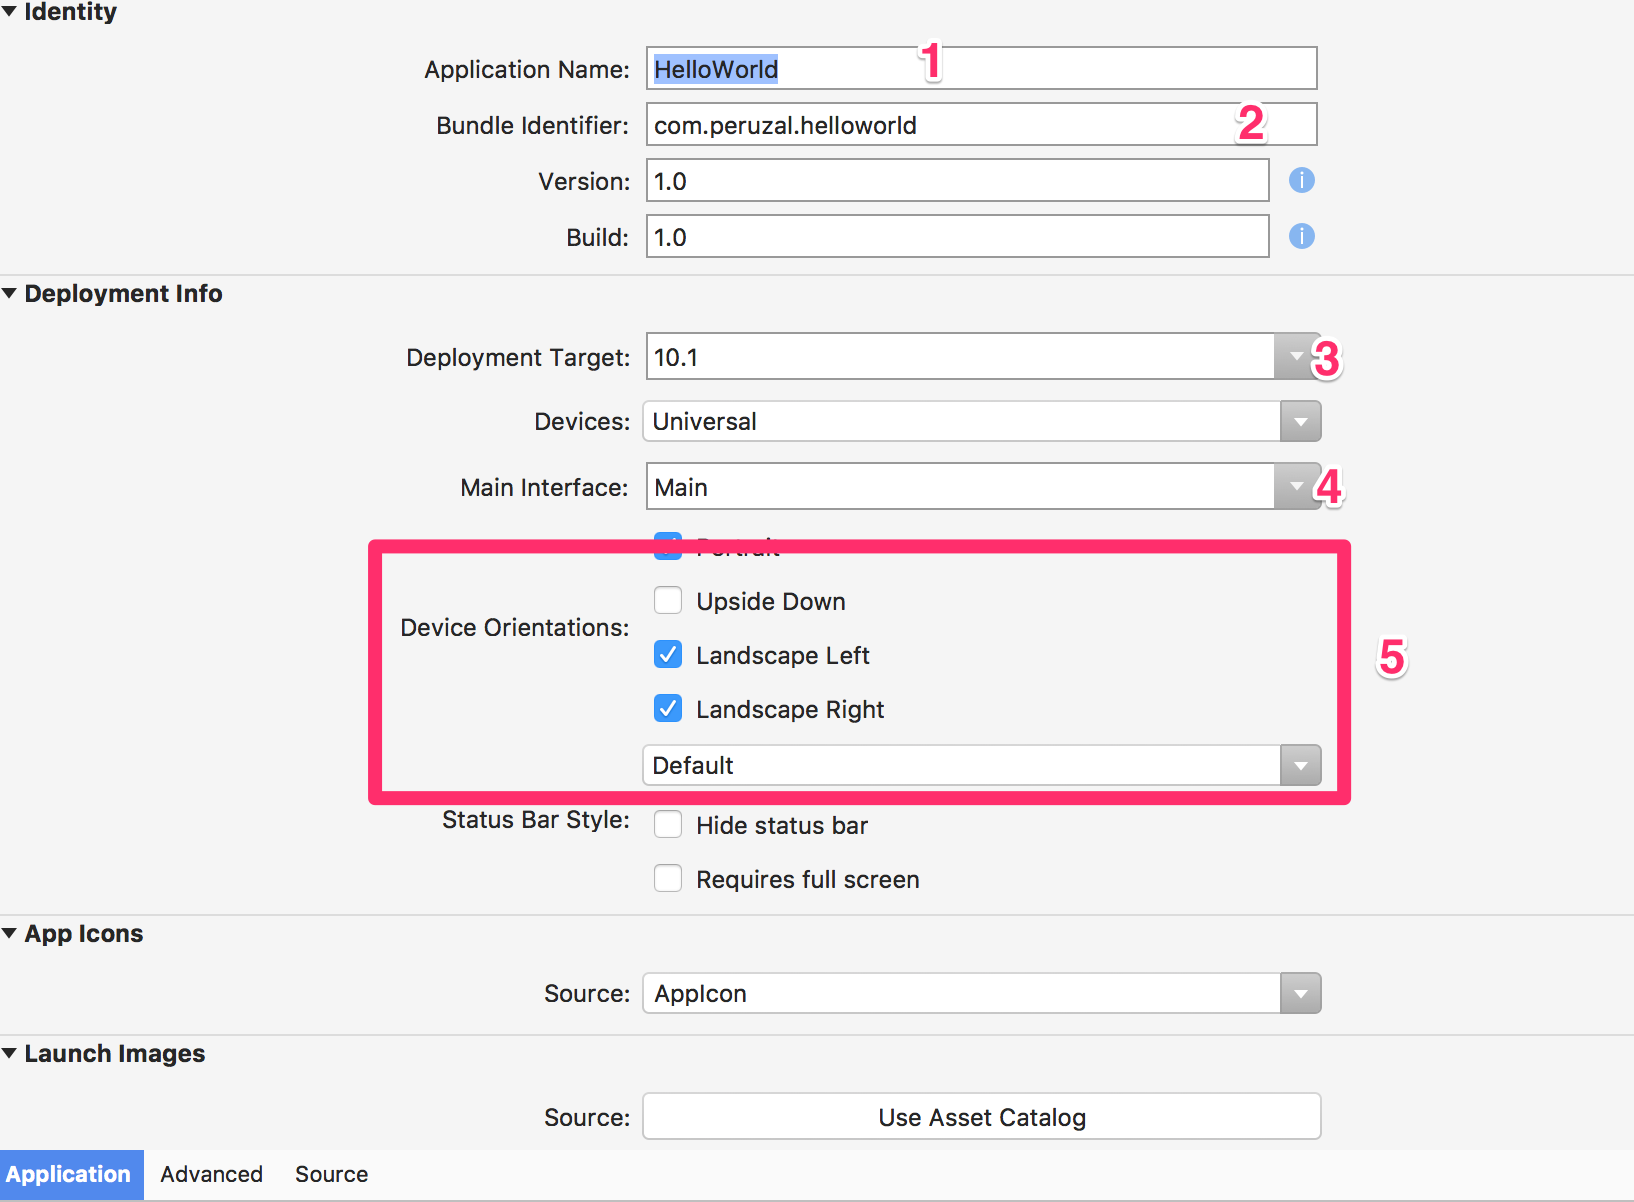 Identity
Application Name: HelloWorld 1
Bundle Identifier: com.peruzal.helloworld 2
Version: 1.0 i
Build: 1.0 i
Deployment Info
Deployment Target: 10.1 3
Devices: Universal
Main Interface: Main 4
Portrait
Upside Down
Device Orientations:
Landscape Left 5
Landscape Right
Default
Status Bar Style: Hide status bar
Requires full screen
App Icons
Source: AppIcon
Launch Images
Source: Use Asset Catalog
Application Advanced Source